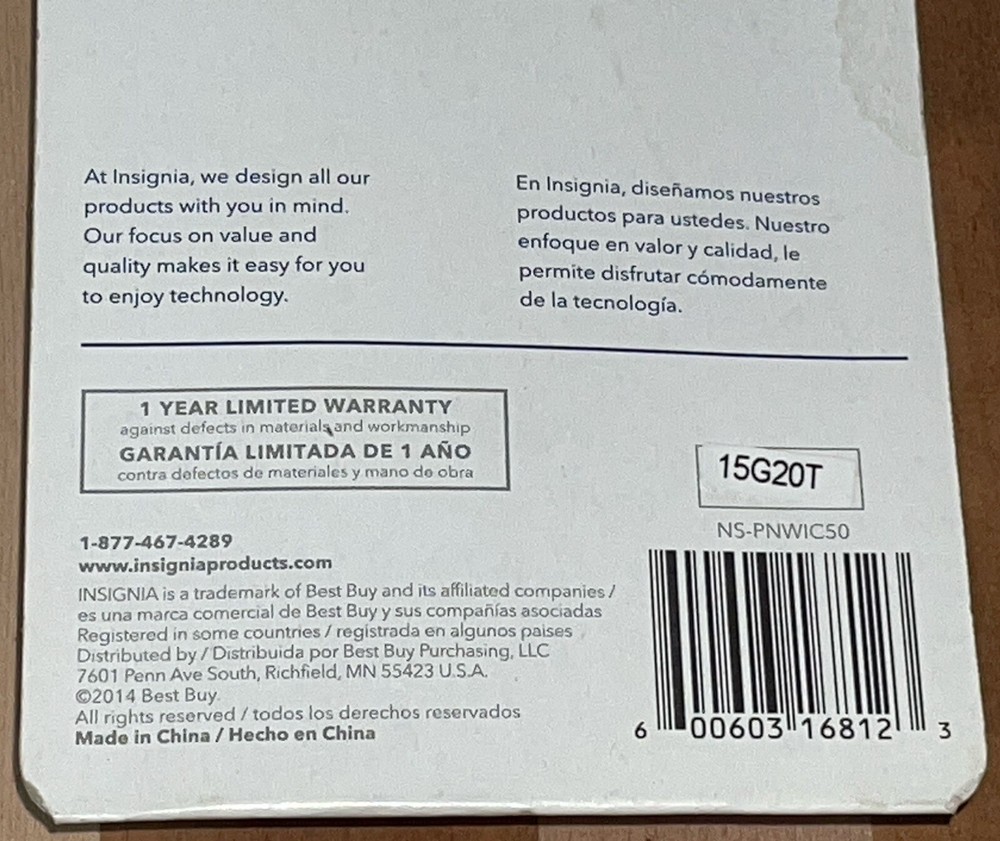 At Insignia, we design all our
products with you in mind.
Our focus on value and
quality makes it easy for you
to enjoy technology.
En Insignia, diseñamos nuestros
productos para ustedes. Nuestro
enfoque en valor y calidad, le
permite disfrutar cómodamente
de la tecnología.
1 YEAR LIMITED WARRANTY
against defects in materials and workmanship
GARANTÍA LIMITADA DE 1 AÑO
contra defectos de materiales y mano de obra
15G20T
NS-PNWIC50
1-877-467-4289
www.insigniaproducts.com
INSIGNIA is a trademark of Best Buy and its affiliated companies /
es una marca comercial de Best Buy y sus compañías asociadas
Registered in some countries / registrada en algunos paises
Distributed by / Distribuida por Best Buy Purchasing, LLC
7601 Penn Ave South, Richfield, MN 55423 U.S.A.
©2014 Best Buy.
All rights reserved / todos los derechos reservados
Made in China / Hecho en China
6 00603 16812 3